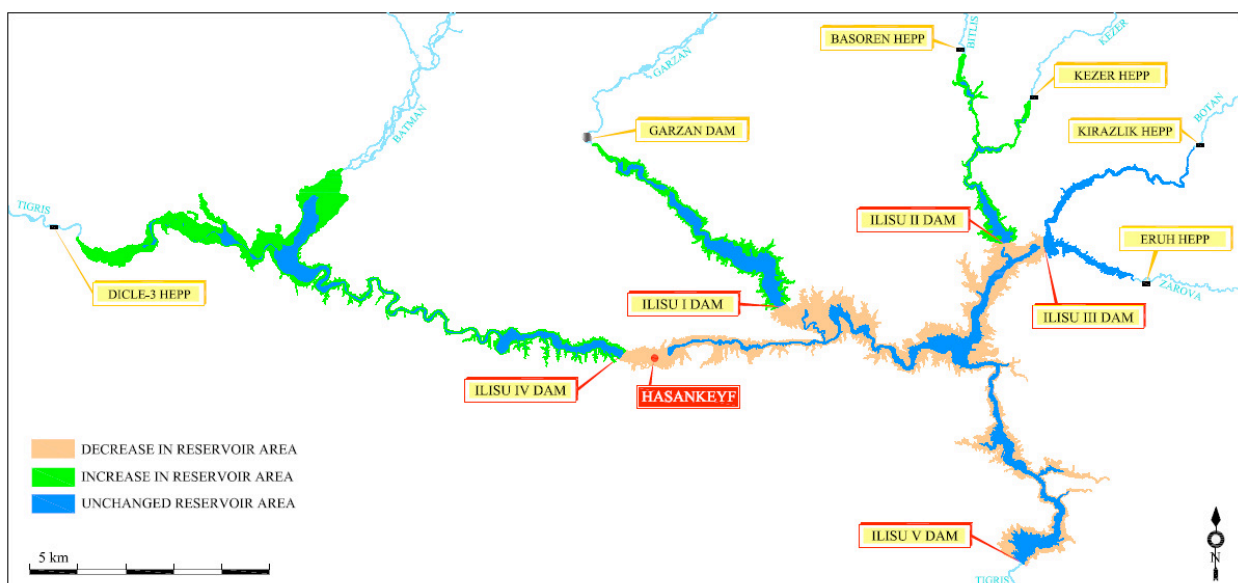 BASOREN HEPP
BITLIS
KEZER
GARZAN
KEZER HEPP
BATMAN
BOTAN
GARZAN DAM
KIRAZLIK HEPP
TIGRIS
ILISU II DAM
ERUH HEPP
ZAROVA
DICLE-3 HEPP
ILISU I DAM
ILISU III DAM
ILISU IV DAM
HASANKEYF
DECREASE IN RESERVOIR AREA
INCREASE IN RESERVOIR AREA
UNCHANGED RESERVOIR AREA
ILISU V DAM
5 km
N
TIGRIS